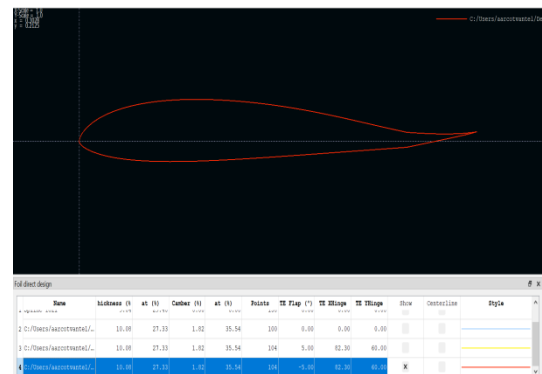 C:/Users/aarcotvantel/De
Foil direct design
Name hickness (% at (%) Camber (%) at (%) Points TE Flap (°) TE XHinge TE YHinge Show Centerline Style
2 C:/Users/aarcotvantel/… 10.08 27.33 1.82 35.54 100 0.00 0.00 0.00
3 C:/Users/aarcotvantel/… 10.08 27.33 1.82 35.54 104 5.00 82.30 60.00
4 C:/Users/aarcotvantel/… 10.08 27.33 1.82 35.54 104 -5.00 82.30 60.00 X